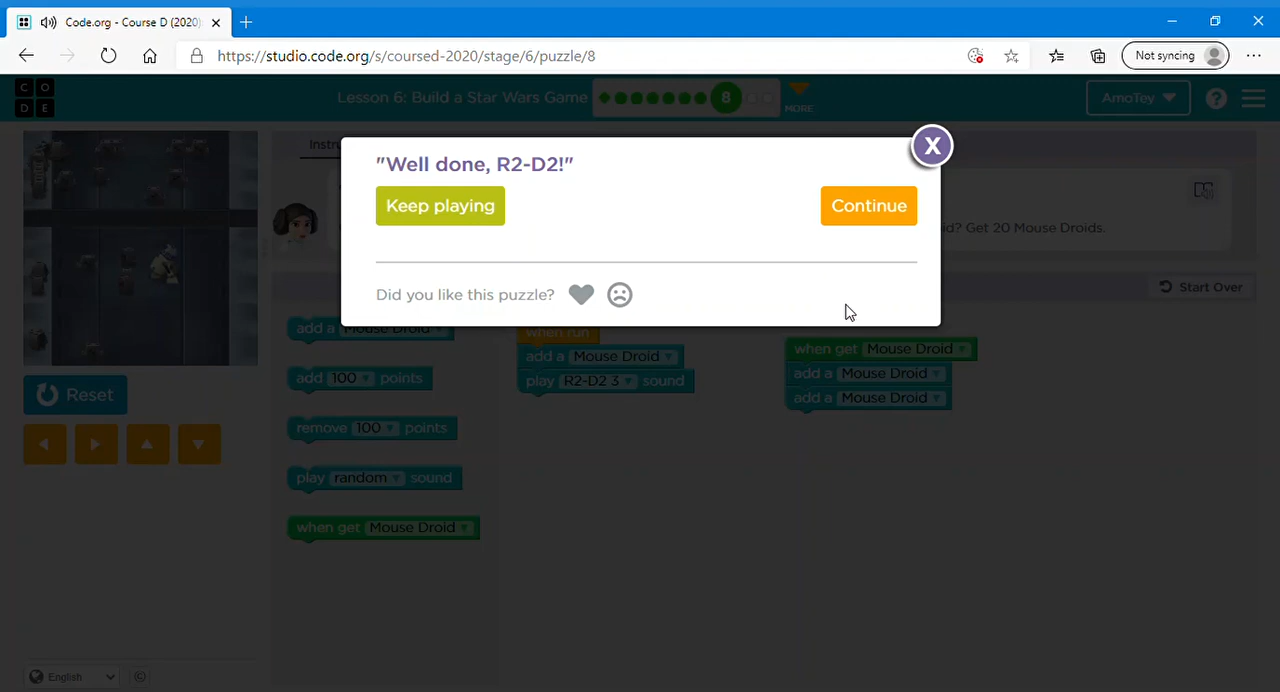 Code.org - Course D (2020)
https://studio.code.org/s/coursed-2020/stage/6/puzzle/8
Not syncing
C O
D E
Lesson 6: Build a Star Wars Game
8
MORE
AmoTey
?
Instru
"Well done, R2-D2!"
X
Keep playing
Continue
id? Get 20 Mouse Droids.
Did you like this puzzle?
Start Over
Reset
add a Mouse Droid
add 100 points
remove 100 points
play random sound
when get Mouse Droid
when run
add a Mouse Droid
play R2-D2 3 sound
when get Mouse Droid
add a Mouse Droid
add a Mouse Droid
English
©